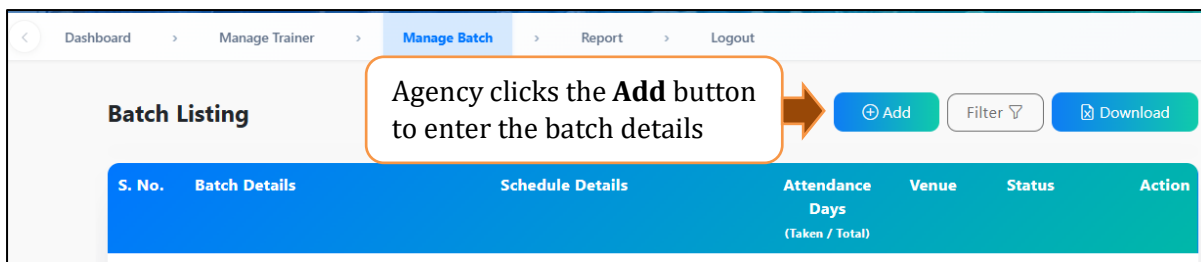 Dashboard > Manage Trainer > Manage Batch > Report > Logout
Batch Listing
Agency clicks the Add button
to enter the batch details
Add
Filter
Download
S. No. Batch Details Schedule Details Attendance Days (Taken / Total) Venue Status Action